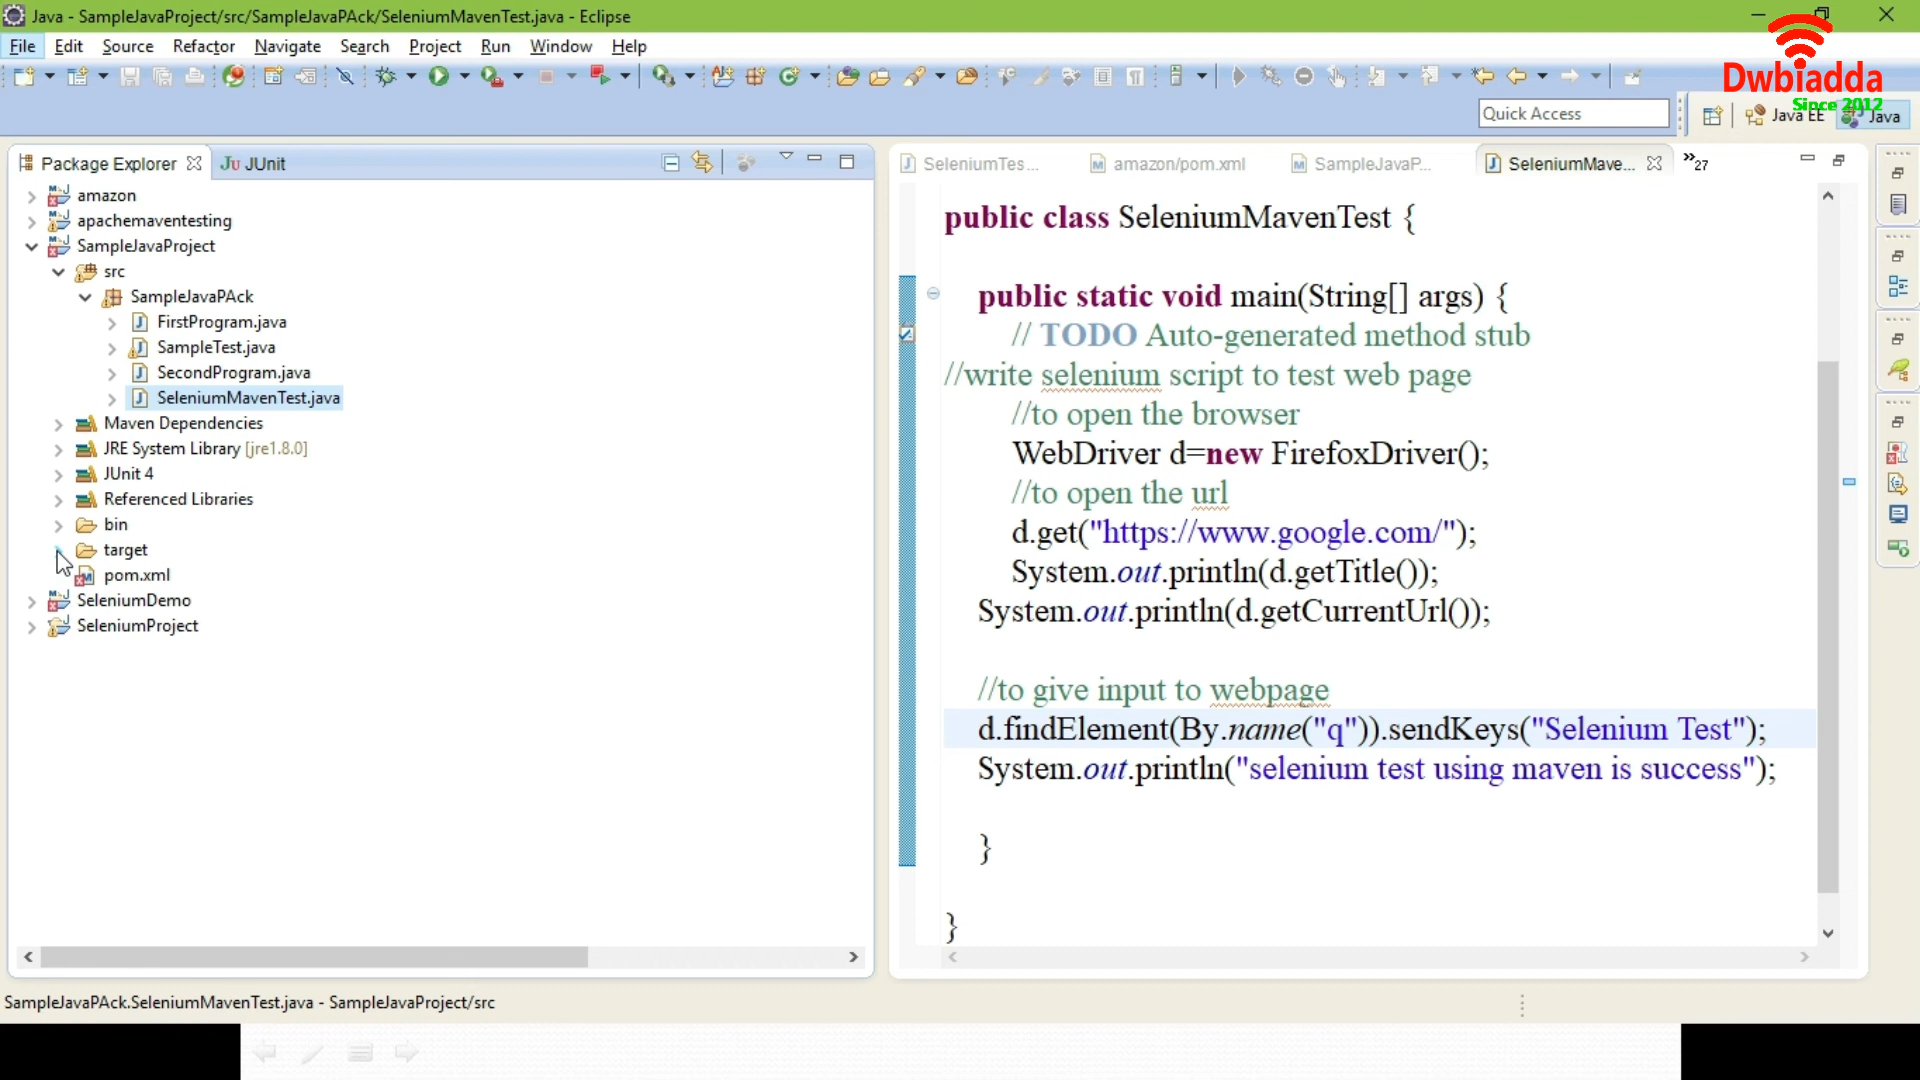 Java - SampleJavaProject/src/SampleJavaPAck/SeleniumMavenTest.java - Eclipse
File Edit Source Refactor Navigate Search Project Run Window Help
Dwbiadda
Since 2012
Quick Access
Java EE
Java
Package Explorer
JUnit
SeleniumTes...
amazon/pom.xml
SampleJavaP...
SeleniumMave...
27
amazon
apachemaventesting
SampleJavaProject
src
SampleJavaPAck
FirstProgram.java
SampleTest.java
SecondProgram.java
SeleniumMavenTest.java
Maven Dependencies
JRE System Library [jre1.8.0]
JUnit 4
Referenced Libraries
bin
target
pom.xml
SeleniumDemo
SeleniumProject
public class SeleniumMavenTest {
public static void main(String[] args) {
// TODO Auto-generated method stub
//write selenium script to test web page
//to open the browser
WebDriver d=new FirefoxDriver();
//to open the url
d.get("https://www.google.com/");
System.out.println(d.getTitle());
System.out.println(d.getCurrentUrl());
//to give input to webpage
d.findElement(By.name("q")).sendKeys("Selenium Test");
System.out.println("selenium test using maven is success");
}
}
SampleJavaPAck.SeleniumMavenTest.java - SampleJavaProject/src